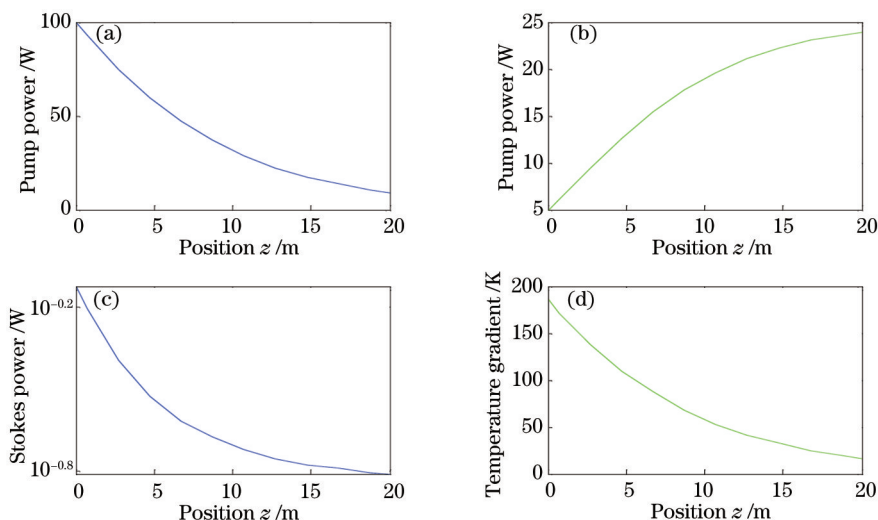 100
(a)
50
0
Pump power /W
0 5 10 15 20
Position z /m
25
(b)
20
15
10
5
Pump power /W
0 5 10 15 20
Position z /m
10⁻⁰·²
(c)
10⁻⁰·⁸
Stokes power /W
0 5 10 15 20
Position z /m
200
(d)
150
100
50
0
Temperature gradient /K
0 5 10 15 20
Position z /m